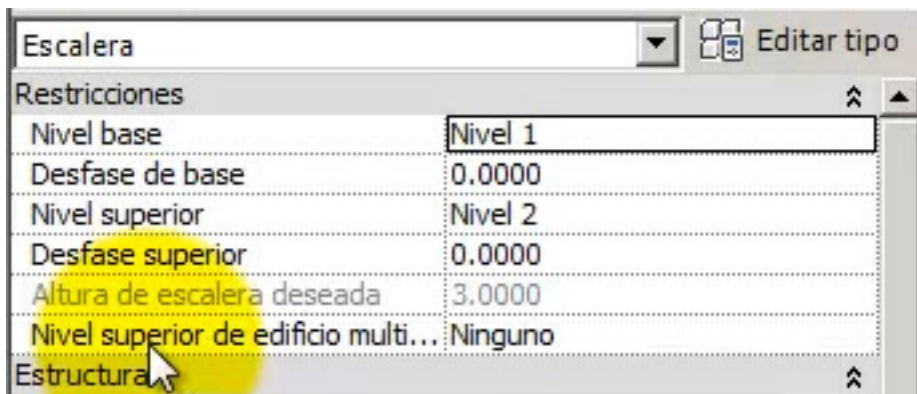 Escalera Editar tipo
Restricciones
Nivel base Nivel 1
Desfase de base 0.0000
Nivel superior Nivel 2
Desfase superior 0.0000
Altura de escalera deseada 3.0000
Nivel superior de edificio multi... Ninguno
Estructura